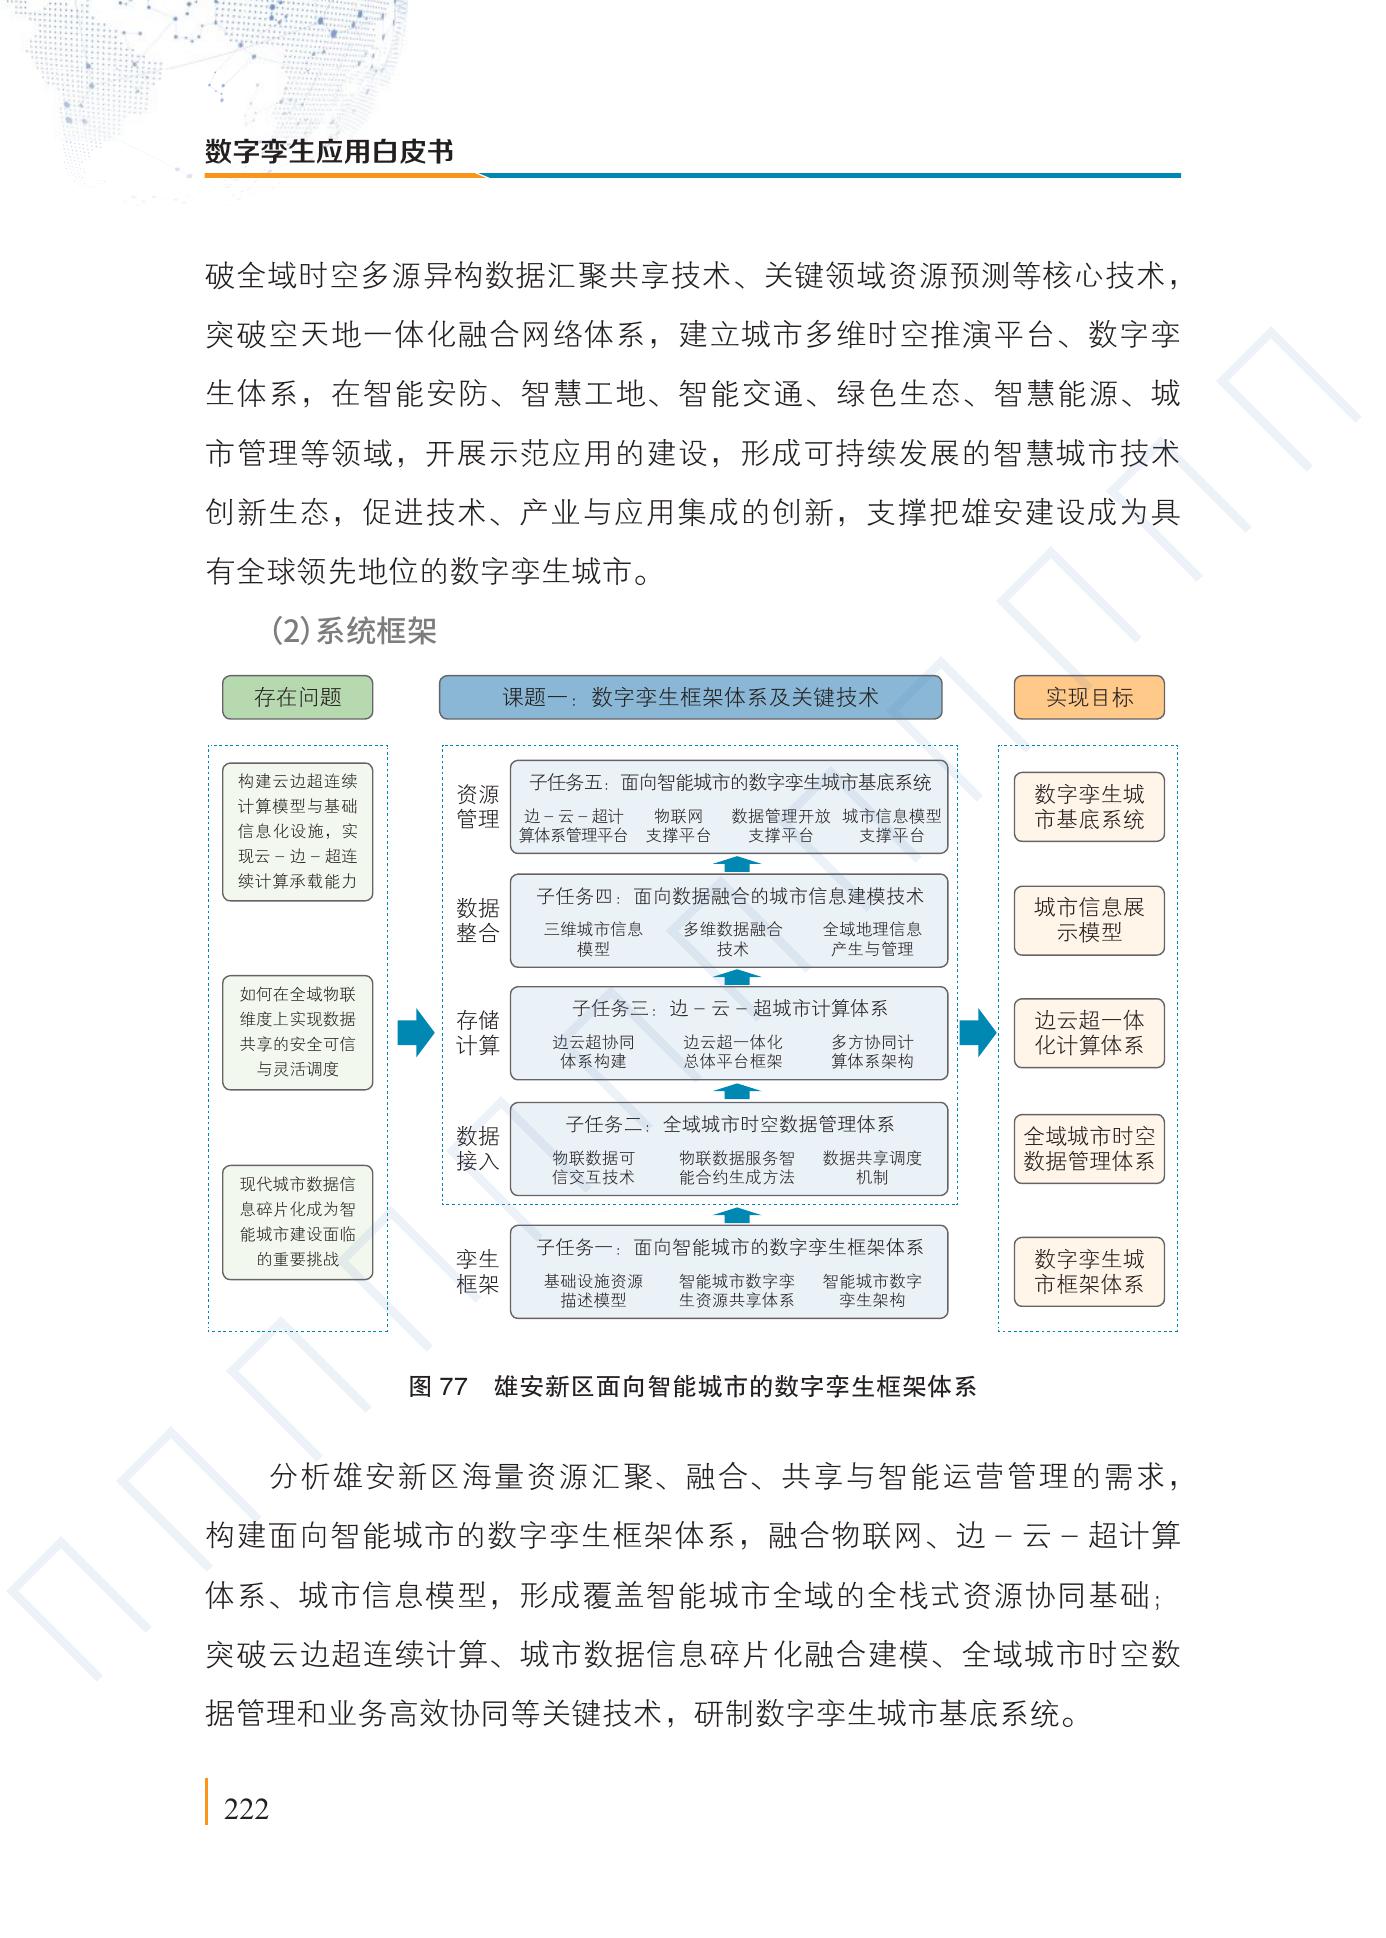 数字孪生应用白皮书
破全域时空多源异构数据汇聚共享技术、关键领域资源预测等核心技术，
突破空天地一体化融合网络体系，建立城市多维时空推演平台、数字孪
生体系，在智能安防、智慧工地、智能交通、绿色生态、智慧能源、城
市管理等领域，开展示范应用的建设，形成可持续发展的智慧城市技术
创新生态，促进技术、产业与应用集成的创新，支撑把雄安建设成为具
有全球领先地位的数字孪生城市。
（2）系统框架
存在问题
构建云边超连续
计算模型与基础
信息化设施，实
现云－边－超连
续计算承载能力
如何在全域物联
维度上实现数据
共享的安全可信
与灵活调度
现代城市数据信
息碎片化成为智
能城市建设面临
的重要挑战
课题一：数字孪生框架体系及关键技术
资源
管理
子任务五：面向智能城市的数字孪生城市基底系统
边－云－超计
算体系管理平台
物联网
支撑平台
数据管理开放
支撑平台
城市信息模型
支撑平台
数据
整合
子任务四：面向数据融合的城市信息建模技术
三维城市信息
模型
多维数据融合
技术
全域地理信息
产生与管理
存储
计算
子任务三：边－云－超城市计算体系
边云超协同
体系构建
边云超一体化
总体平台框架
多方协同计
算体系架构
数据
接入
子任务二：全域城市时空数据管理体系
物联数据可
信交互技术
物联数据服务智
能合约生成方法
数据共享调度
机制
孪生
框架
子任务一：面向智能城市的数字孪生框架体系
基础设施资源
描述模型
智能城市数字孪
生资源共享体系
智能城市数字
孪生架构
实现目标
数字孪生城
市基底系统
城市信息展
示模型
边云超一体
化计算体系
全域城市时空
数据管理体系
数字孪生城
市框架体系
图 77　雄安新区面向智能城市的数字孪生框架体系
分析雄安新区海量资源汇聚、融合、共享与智能运营管理的需求，
构建面向智能城市的数字孪生框架体系，融合物联网、边－云－超计算
体系、城市信息模型，形成覆盖智能城市全域的全栈式资源协同基础；
突破云边超连续计算、城市数据信息碎片化融合建模、全域城市时空数
据管理和业务高效协同等关键技术，研制数字孪生城市基底系统。
222